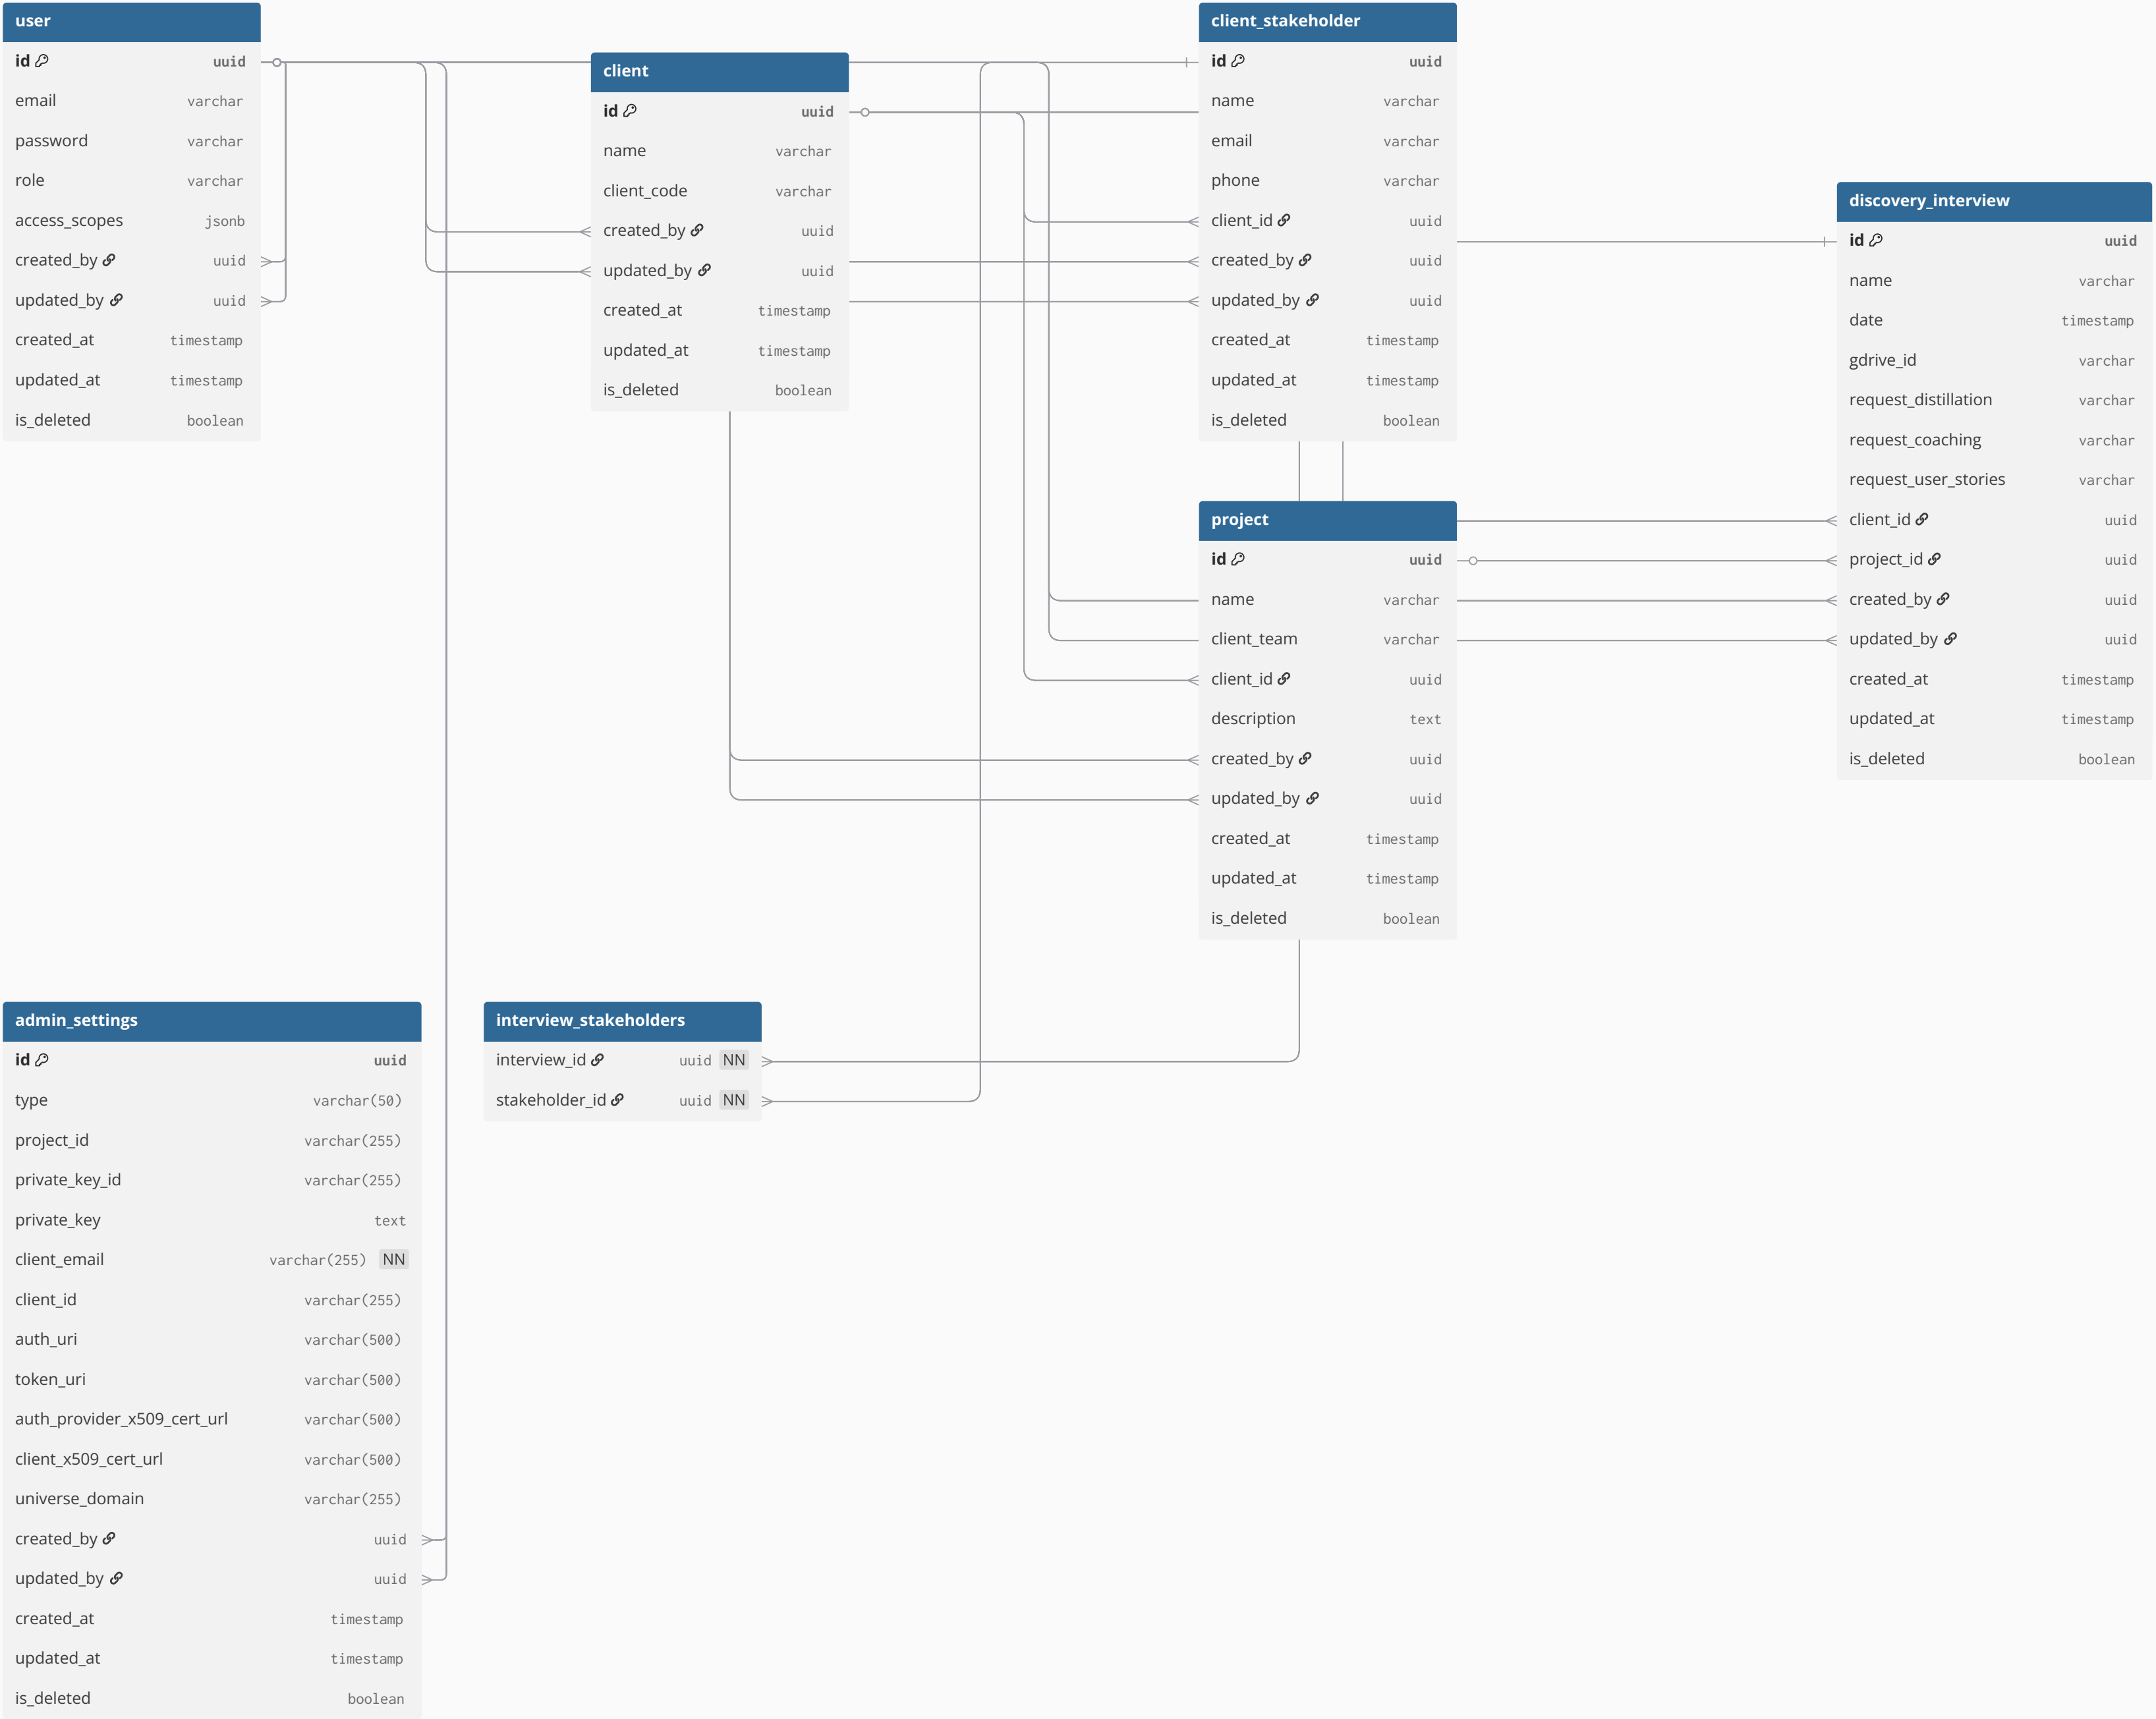 user
id uuid
email varchar
password varchar
role varchar
access_scopes jsonb
created_by uuid
updated_by uuid
created_at timestamp
updated_at timestamp
is_deleted boolean
client
id uuid
name varchar
client_code varchar
created_by uuid
updated_by uuid
created_at timestamp
updated_at timestamp
is_deleted boolean
client_stakeholder
id uuid
name varchar
email varchar
phone varchar
client_id uuid
created_by uuid
updated_by uuid
created_at timestamp
updated_at timestamp
is_deleted boolean
discovery_interview
id uuid
name varchar
date timestamp
gdrive_id varchar
request_distillation varchar
request_coaching varchar
request_user_stories varchar
client_id uuid
project_id uuid
created_by uuid
updated_by uuid
created_at timestamp
updated_at timestamp
is_deleted boolean
project
id uuid
name varchar
client_team varchar
client_id uuid
description text
created_by uuid
updated_by uuid
created_at timestamp
updated_at timestamp
is_deleted boolean
admin_settings
id uuid
type varchar(50)
project_id varchar(255)
private_key_id varchar(255)
private_key text
client_email varchar(255) NN
client_id varchar(255)
auth_uri varchar(500)
token_uri varchar(500)
auth_provider_x509_cert_url varchar(500)
client_x509_cert_url varchar(500)
universe_domain varchar(255)
created_by uuid
updated_by uuid
created_at timestamp
updated_at timestamp
is_deleted boolean
interview_stakeholders
interview_id uuid NN
stakeholder_id uuid NN